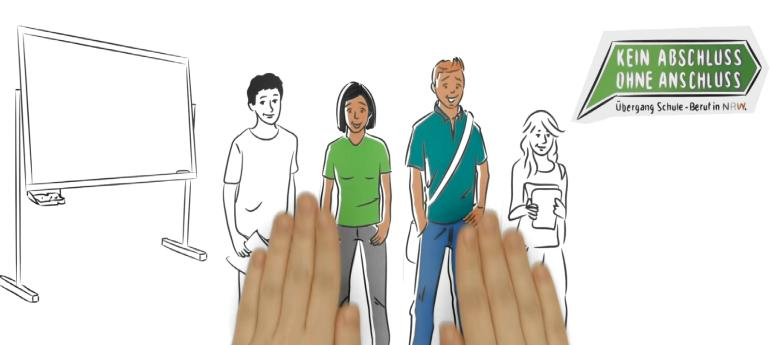 KEIN ABSCHLUSS
OHNE ANSCHLUSS
Übergang Schule-Beruf in NRW.